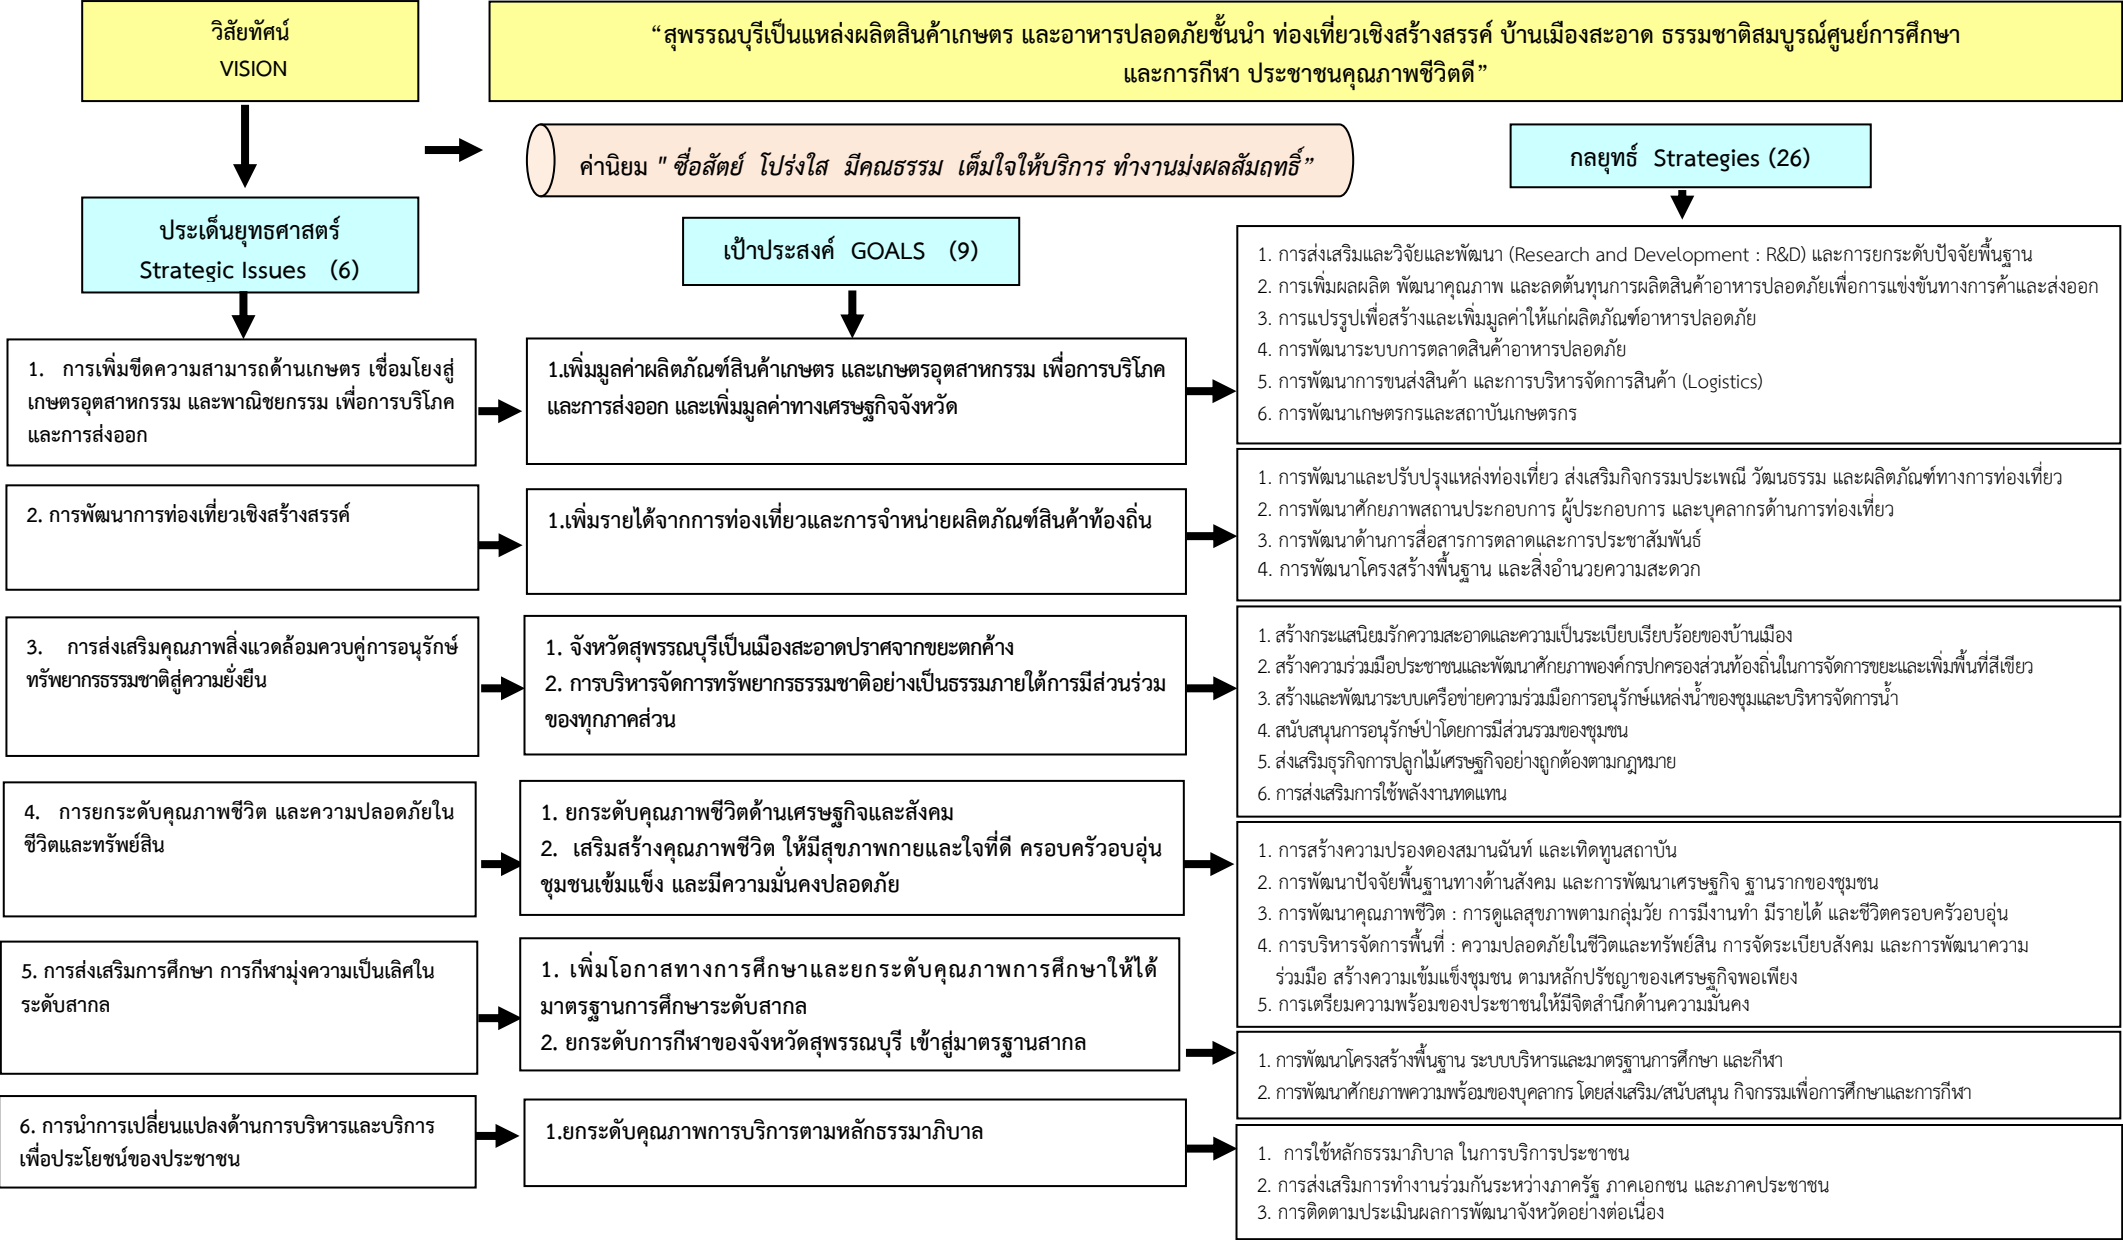 วิสัยทัศน์
VISION
“สุพรรณบุรีเป็นแหล่งผลิตสินค้าเกษตร และอาหารปลอดภัยชั้นนำ ท่องเที่ยวเชิงสร้างสรรค์ บ้านเมืองสะอาด ธรรมชาติสมบูรณ์ศูนย์การศึกษา
และการกีฬา ประชาชนคุณภาพชีวิตดี”
ค่านิยม " ซื่อสัตย์ โปร่งใส มีคณธรรม เต็มใจให้บริการ ทำงานม่งผลสัมฤทธิ์”
กลยุทธ์ Strategies (26)
ประเด็นยุทธศาสตร์
Strategic Issues (6)
เป้าประสงค์ GOALS (9)
1. การเพิ่มขีดความสามารถด้านเกษตร เชื่อมโยงสู่
เกษตรอุตสาหกรรม และพาณิชยกรรม เพื่อการบริโภค
และการส่งออก
1.เพิ่มมูลค่าผลิตภัณฑ์สินค้าเกษตร และเกษตรอุตสาหกรรม เพื่อการบริโภค
และการส่งออก และเพิ่มมูลค่าทางเศรษฐกิจจังหวัด
1. การส่งเสริมและวิจัยและพัฒนา (Research and Development : R&D) และการยกระดับปัจจัยพื้นฐาน
2. การเพิ่มผลผลิต พัฒนาคุณภาพ และลดต้นทุนการผลิตสินค้าอาหารปลอดภัยเพื่อการแข่งขันทางการค้าและส่งออก
3. การแปรรูปเพื่อสร้างและเพิ่มมูลค่าให้แก่ผลิตภัณฑ์อาหารปลอดภัย
4. การพัฒนาระบบการตลาดสินค้าอาหารปลอดภัย
5. การพัฒนาการขนส่งสินค้า และการบริหารจัดการสินค้า (Logistics)
6. การพัฒนาเกษตรกรและสถาบันเกษตรกร
2. การพัฒนาการท่องเที่ยวเชิงสร้างสรรค์
1.เพิ่มรายได้จากการท่องเที่ยวและการจำหน่ายผลิตภัณฑ์สินค้าท้องถิ่น
1. การพัฒนาและปรับปรุงแหล่งท่องเที่ยว ส่งเสริมกิจกรรมประเพณี วัฒนธรรม และผลิตภัณฑ์ทางการท่องเที่ยว
2. การพัฒนาศักยภาพสถานประกอบการ ผู้ประกอบการ และบุคลากรด้านการท่องเที่ยว
3. การพัฒนาด้านการสื่อสารการตลาดและการประชาสัมพันธ์
4. การพัฒนาโครงสร้างพื้นฐาน และสิ่งอำนวยความสะดวก
3. การส่งเสริมคุณภาพสิ่งแวดล้อมควบคู่การอนุรักษ์
ทรัพยากรธรรมชาติสู่ความยั่งยืน
1. จังหวัดสุพรรณบุรีเป็นเมืองสะอาดปราศจากขยะตกค้าง
2. การบริหารจัดการทรัพยากรธรรมชาติอย่างเป็นธรรมภายใต้การมีส่วนร่วม
ของทุกภาคส่วน
1. สร้างกระแสนิยมรักความสะอาดและความเป็นระเบียบเรียบร้อยของบ้านเมือง
2. สร้างความร่วมมือประชาชนและพัฒนาศักยภาพองค์กรปกครองส่วนท้องถิ่นในการจัดการขยะและเพิ่มพื้นที่สีเขียว
3. สร้างและพัฒนาระบบเครือข่ายความร่วมมือการอนุรักษ์แหล่งน้ำของชุมและบริหารจัดการน้ำ
4. สนับสนุนการอนุรักษ์ป่าโดยการมีส่วนรวมของชุมชน
5. ส่งเสริมธุรกิจการปลูกไม้เศรษฐกิจอย่างถูกต้องตามกฎหมาย
6. การส่งเสริมการใช้พลังงานทดแทน
4. การยกระดับคุณภาพชีวิต และความปลอดภัยใน
ชีวิตและทรัพย์สิน
1. ยกระดับคุณภาพชีวิตด้านเศรษฐกิจและสังคม
2. เสริมสร้างคุณภาพชีวิต ให้มีสุขภาพกายและใจที่ดี ครอบครัวอบอุ่น
ชุมชนเข้มแข็ง และมีความมั่นคงปลอดภัย
1. การสร้างความปรองดองสมานฉันท์ และเทิดทูนสถาบัน
2. การพัฒนาปัจจัยพื้นฐานทางด้านสังคม และการพัฒนาเศรษฐกิจ ฐานรากของชุมชน
3. การพัฒนาคุณภาพชีวิต : การดูแลสุขภาพตามกลุ่มวัย การมีงานทำ มีรายได้ และชีวิตครอบครัวอบอุ่น
4. การบริหารจัดการพื้นที่ : ความปลอดภัยในชีวิตและทรัพย์สิน การจัดระเบียบสังคม และการพัฒนาความ
ร่วมมือ สร้างความเข้มแข็งชุมชน ตามหลักปรัชญาของเศรษฐกิจพอเพียง
5. การเตรียมความพร้อมของประชาชนให้มีจิตสำนึกด้านความมั่นคง
5. การส่งเสริมการศึกษา การกีฬามุ่งความเป็นเลิศใน
ระดับสากล
1. เพิ่มโอกาสทางการศึกษาและยกระดับคุณภาพการศึกษาให้ได้
มาตรฐานการศึกษาระดับสากล
2. ยกระดับการกีฬาของจังหวัดสุพรรณบุรี เข้าสู่มาตรฐานสากล
1. การพัฒนาโครงสร้างพื้นฐาน ระบบบริหารและมาตรฐานการศึกษา และกีฬา
2. การพัฒนาศักยภาพความพร้อมของบุคลากร โดยส่งเสริม/สนับสนุน กิจกรรมเพื่อการศึกษาและการกีฬา
6. การนำการเปลี่ยนแปลงด้านการบริหารและบริการ
เพื่อประโยชน์ของประชาชน
1.ยกระดับคุณภาพการบริการตามหลักธรรมาภิบาล
1. การใช้หลักธรรมาภิบาล ในการบริการประชาชน
2. การส่งเสริมการทำงานร่วมกันระหว่างภาครัฐ ภาคเอกชน และภาคประชาชน
3. การติดตามประเมินผลการพัฒนาจังหวัดอย่างต่อเนื่อง